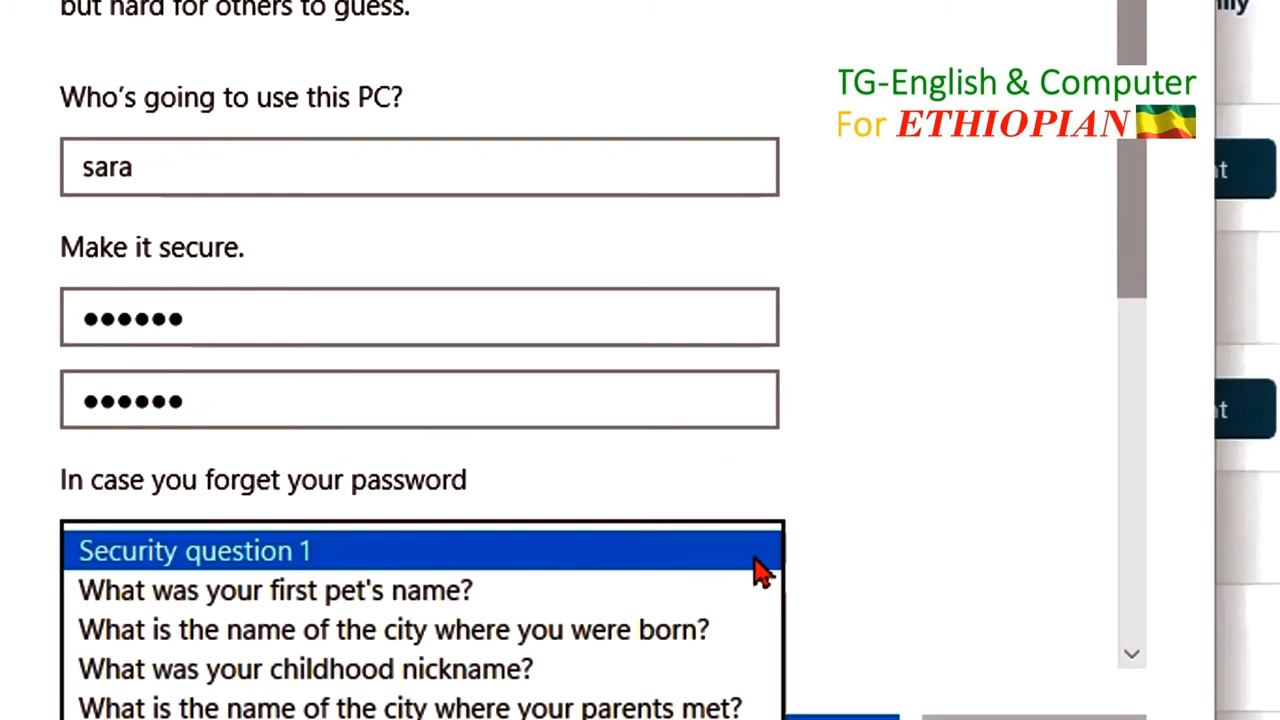 but hard for others to guess.
TG-English & Computer
For ETHIOPIAN
Who's going to use this PC?
sara
Make it secure.
●●●●●●
●●●●●●
In case you forget your password
Security question 1
What was your first pet's name?
What is the name of the city where you were born?
What was your childhood nickname?
What is the name of the city where your parents met?